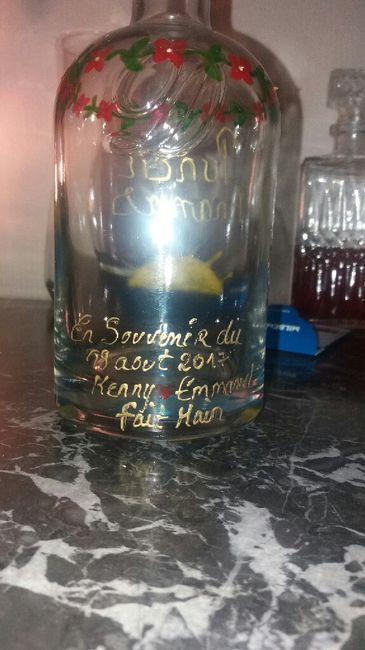 En Souvenir du
19 aout 2017
Kenny Emmanuel
Fait Main